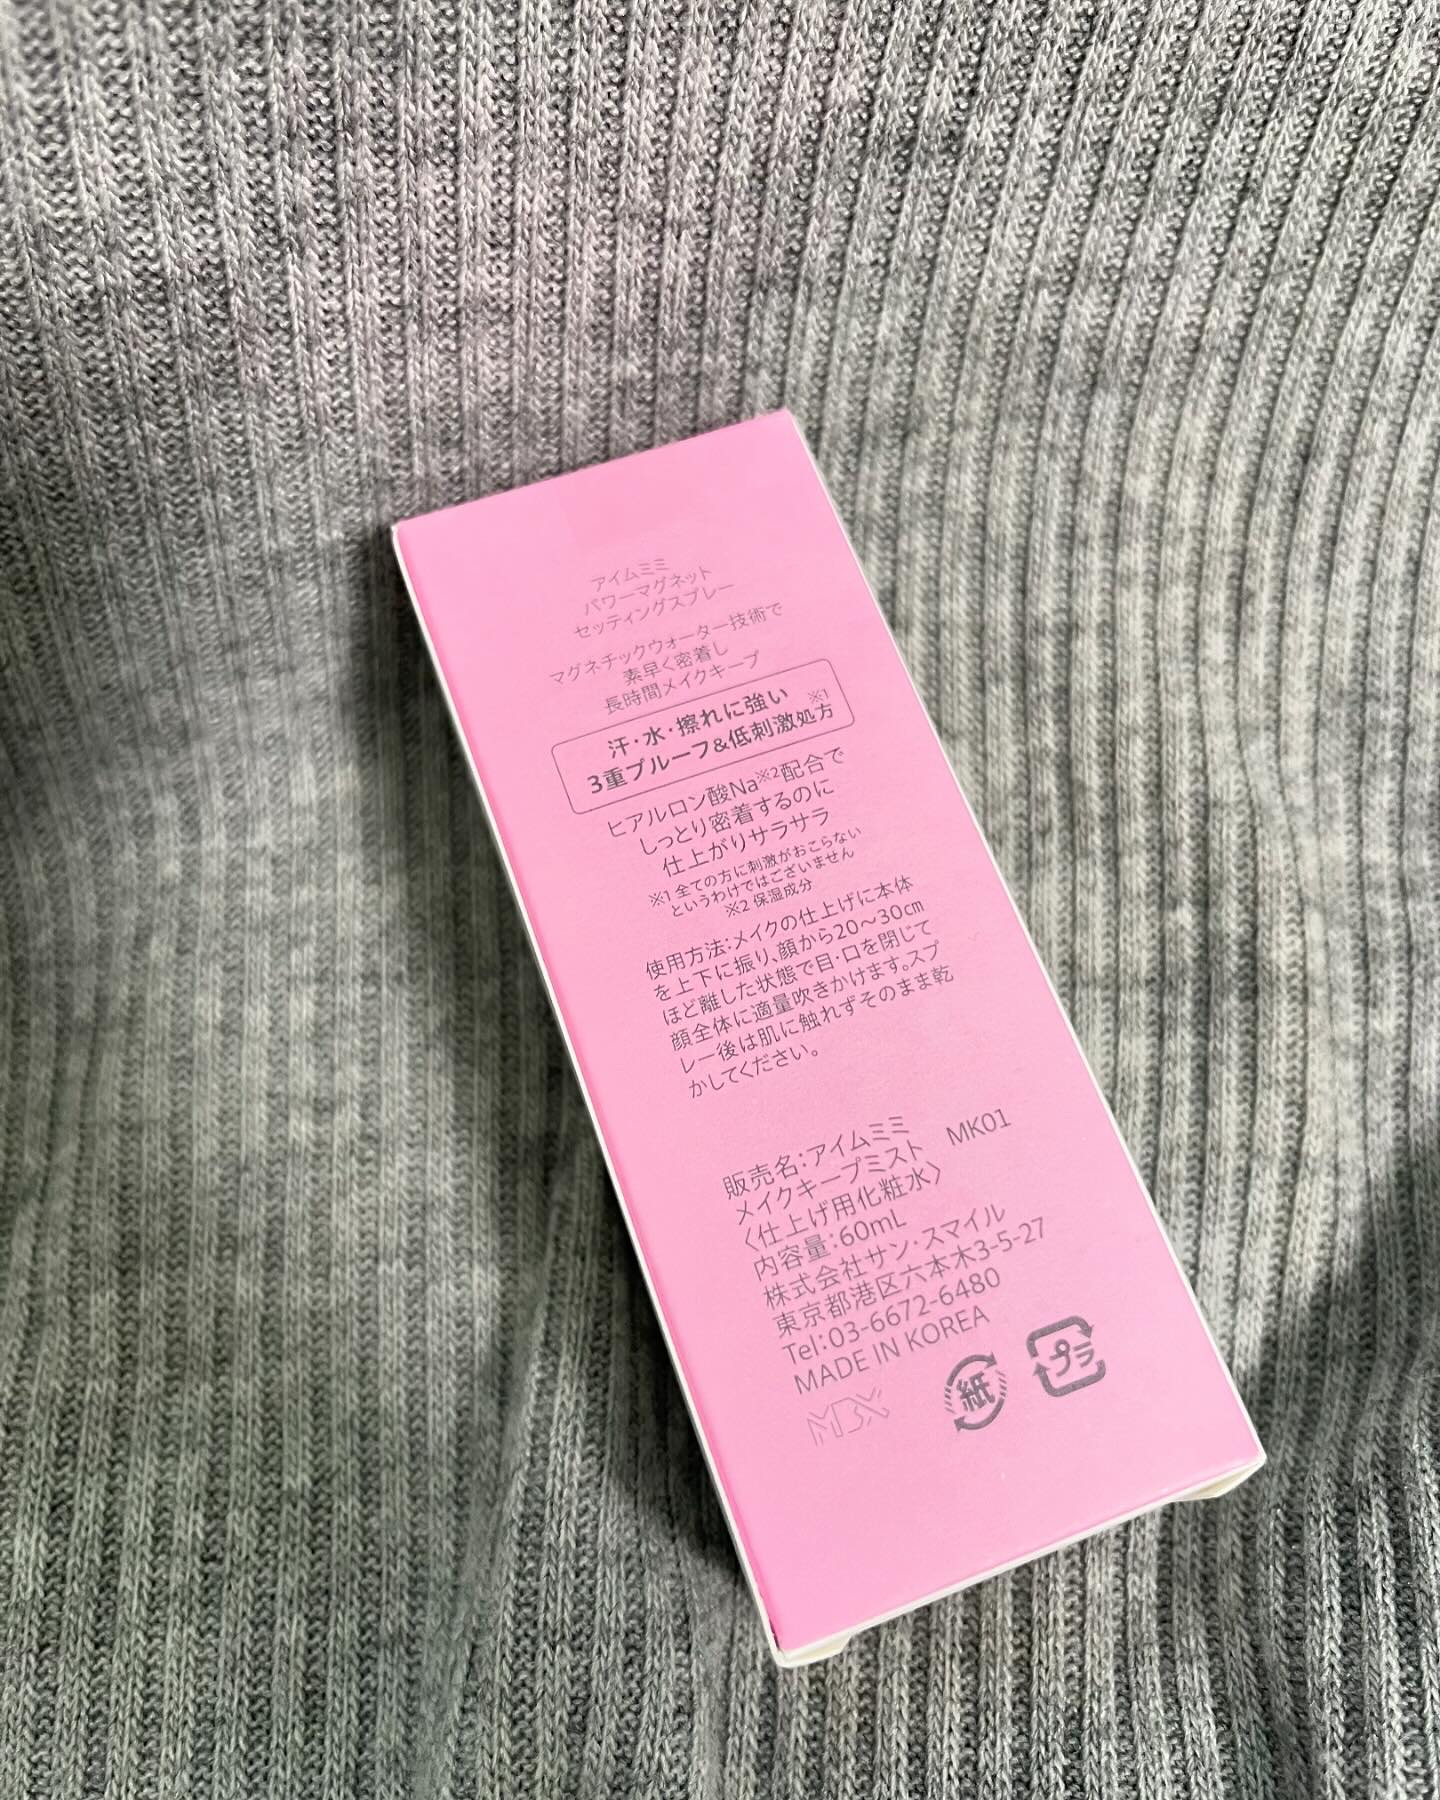 アイムミミ
パワーマグネット
セッティングスプレー
マグネチックウォーター技術で
素早く密着し
長時間メイクキープ
汗・水・擦れに強い ※1
3重プルーフ&低刺激処方
ヒアルロン酸Na※2配合で
しっとり密着するのに
仕上がりサラサラ
※1 全ての方に刺激がおこらない
というわけではございません
※2 保湿成分
使用方法:メイクの仕上げに本体
を上下に振り、顔から20〜30㎝
ほど離した状態で目・口を閉じて
顔全体に適量吹きかけます。スプ
レー後は肌に触れずそのまま乾
かしてください。
販売名:アイムミミ
メイクキープミスト MK01
〈仕上げ用化粧水〉
内容量:60mL
株式会社サン・スマイル
東京都港区六本木3-5-27
Tel:03-6672-6480
MADE IN KOREA
MBX 紙 プラ